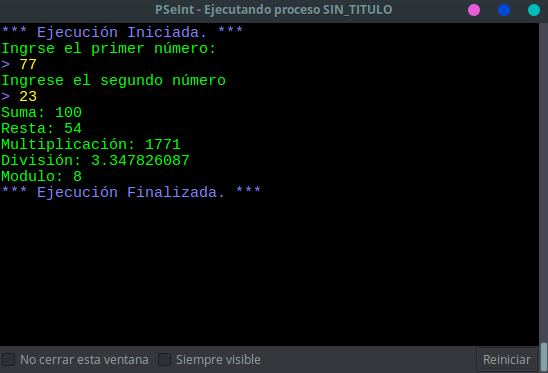 PSeInt - Ejecutando proceso SIN_TITULO
*** Ejecución Iniciada. ***
Ingrse el primer número:
> 77
Ingrese el segundo número
> 23
Suma: 100
Resta: 54
Multiplicación: 1771
División: 3.347826087
Modulo: 8
*** Ejecución Finalizada. ***
No cerrar esta ventana Siempre visible Reiniciar